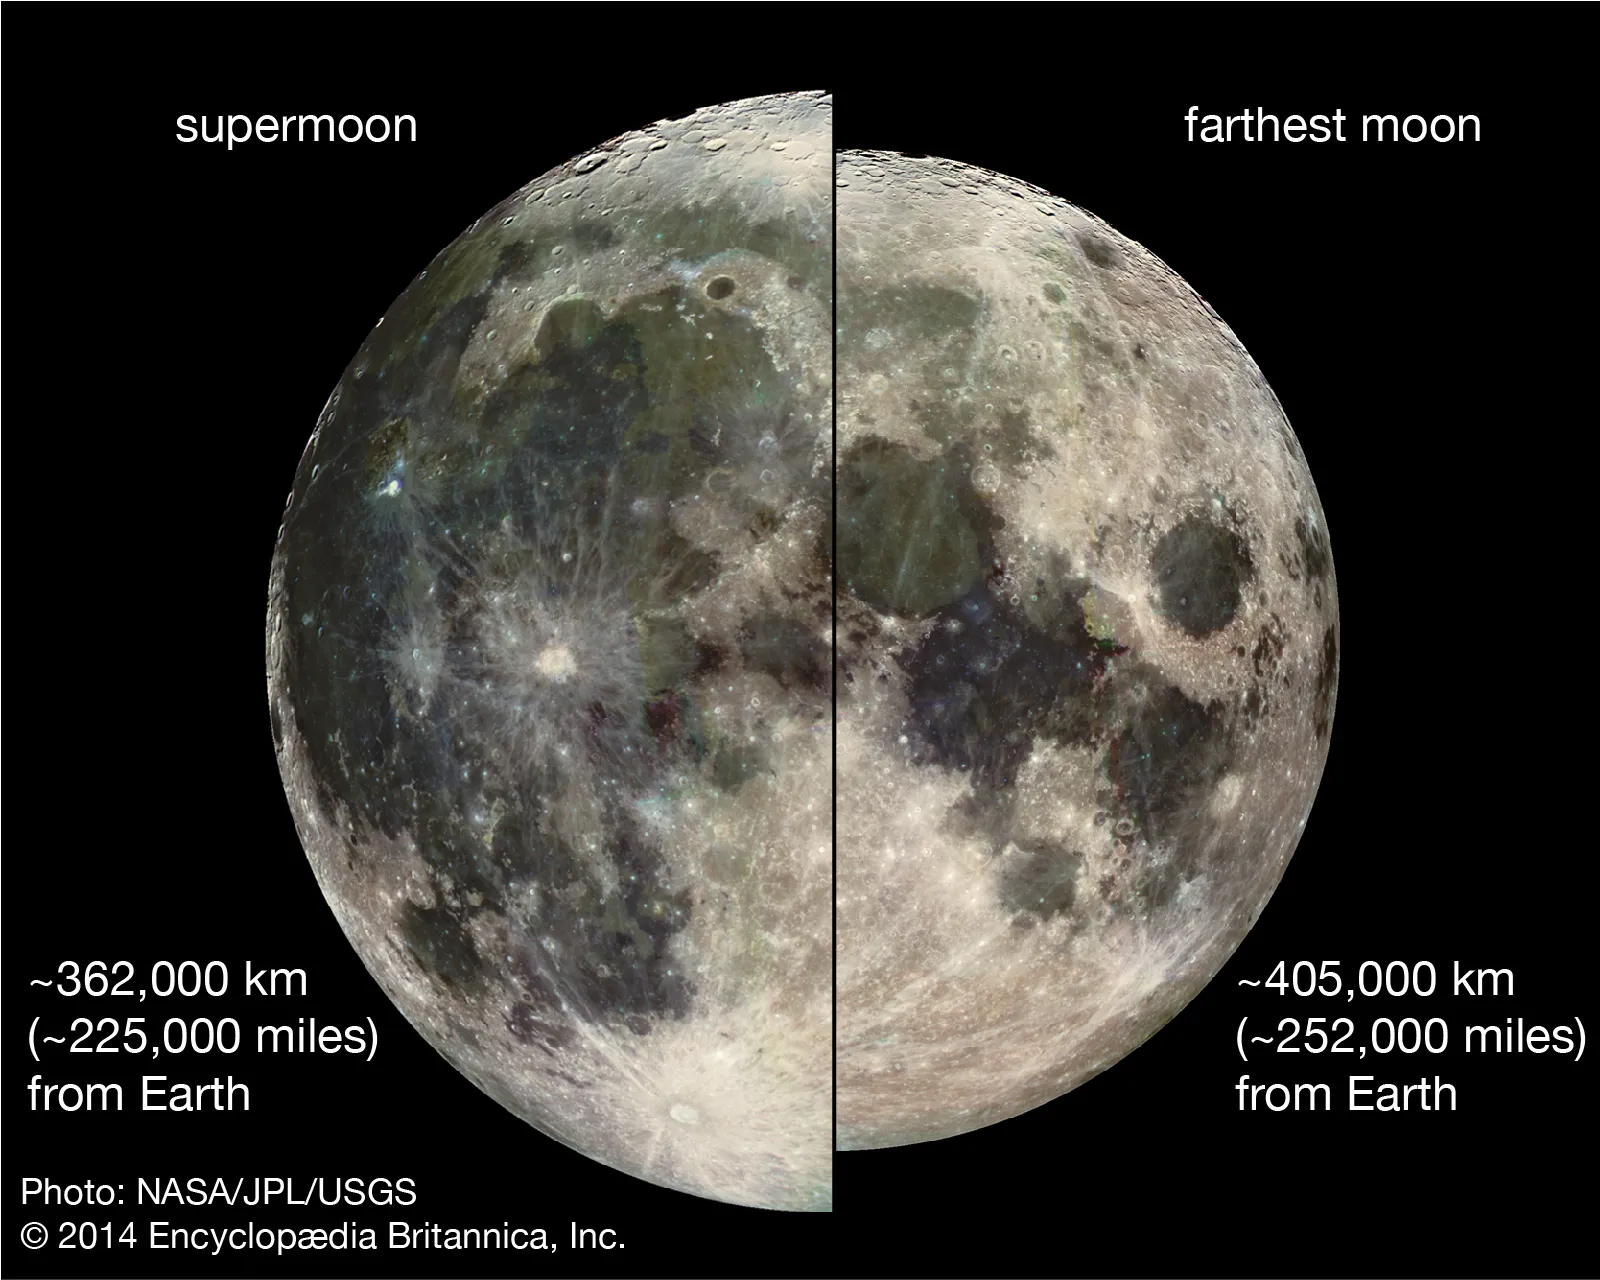 supermoon
farthest moon
~362,000 km
(~225,000 miles)
from Earth
~405,000 km
(~252,000 miles)
from Earth
Photo: NASA/JPL/USGS
© 2014 Encyclopædia Britannica, Inc.